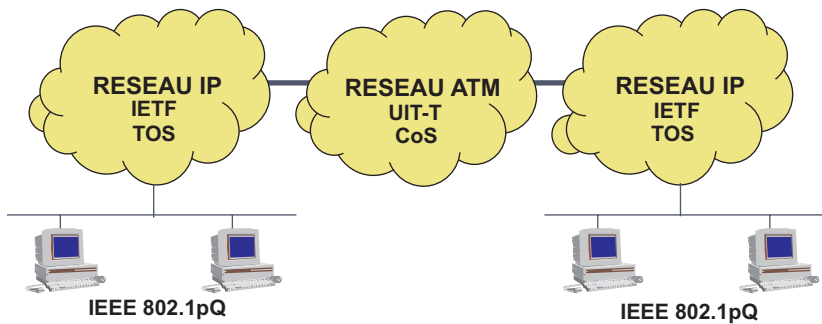 RESEAU IP
IETF
TOS
RESEAU ATM
UIT-T
CoS
RESEAU IP
IETF
TOS
IEEE 802.1pQ
IEEE 802.1pQ